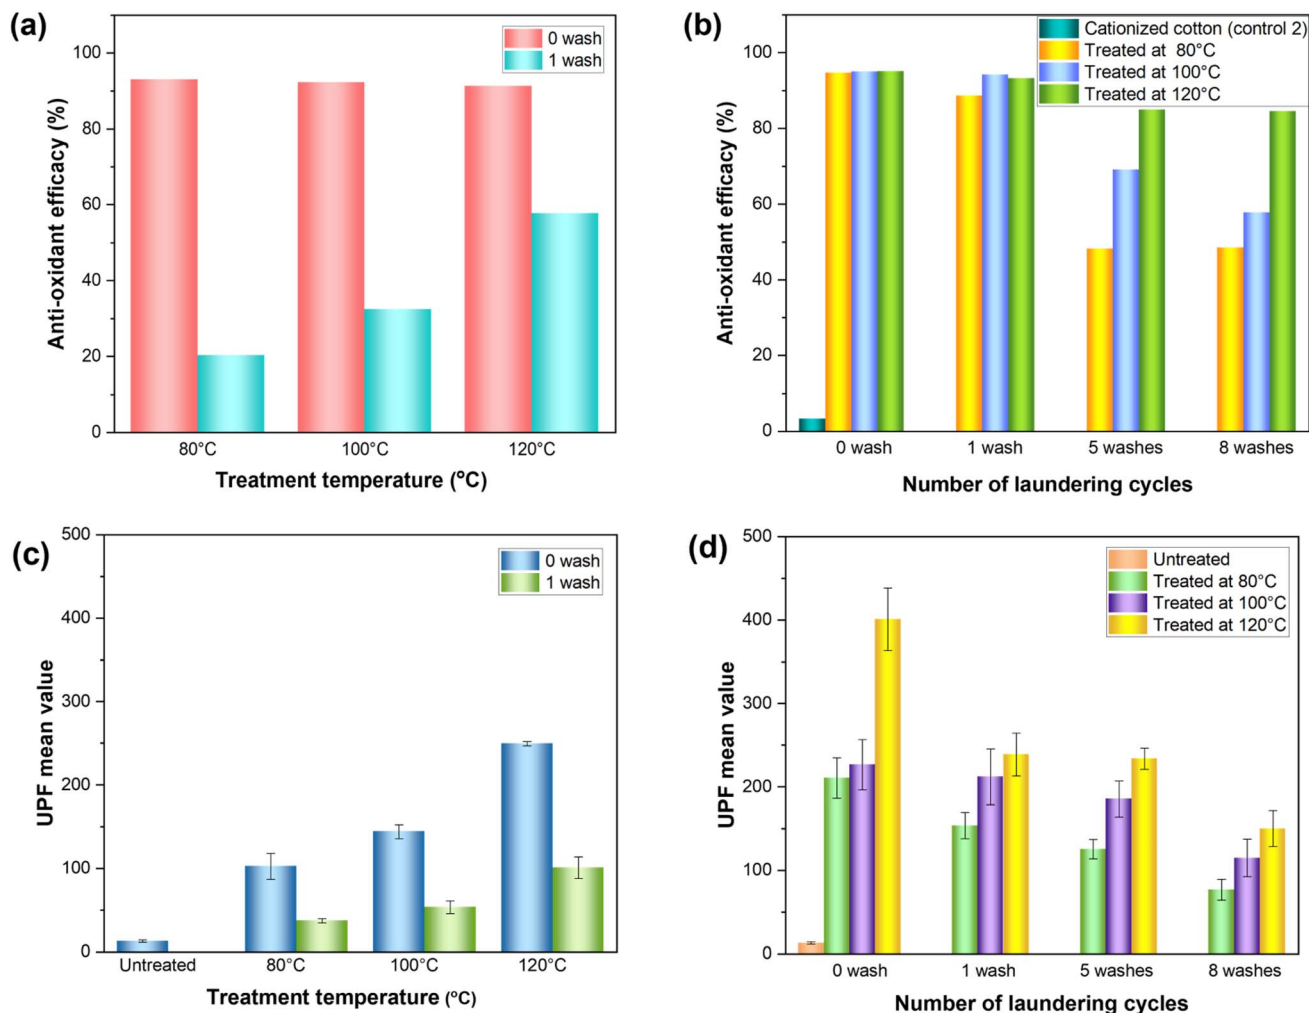 (a)
100
80
60
40
20
0
Anti-oxidant efficacy (%)
0 wash
1 wash
80°C
100°C
120°C
Treatment temperature (°C)
(b)
100
80
60
40
20
0
Anti-oxidant efficacy (%)
Cationized cotton (control 2)
Treated at 80°C
Treated at 100°C
Treated at 120°C
0 wash
1 wash
5 washes
8 washes
Number of laundering cycles
(c)
500
400
300
200
100
0
UPF mean value
0 wash
1 wash
Untreated
80°C
100°C
120°C
Treatment temperature (°C)
(d)
500
400
300
200
100
0
UPF mean value
Untreated
Treated at 80°C
Treated at 100°C
Treated at 120°C
0 wash
1 wash
5 washes
8 washes
Number of laundering cycles